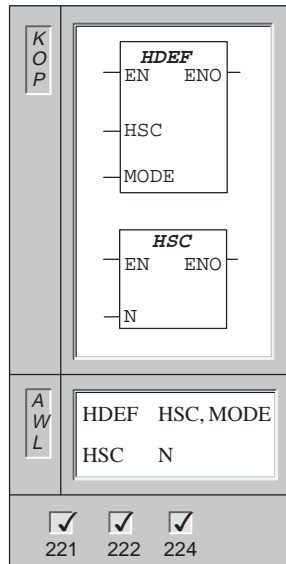 K
O
P
HDEF
EN ENO
HSC
MODE
HSC
EN ENO
N
A
W
L
HDEF HSC, MODE
HSC N
221 222 224